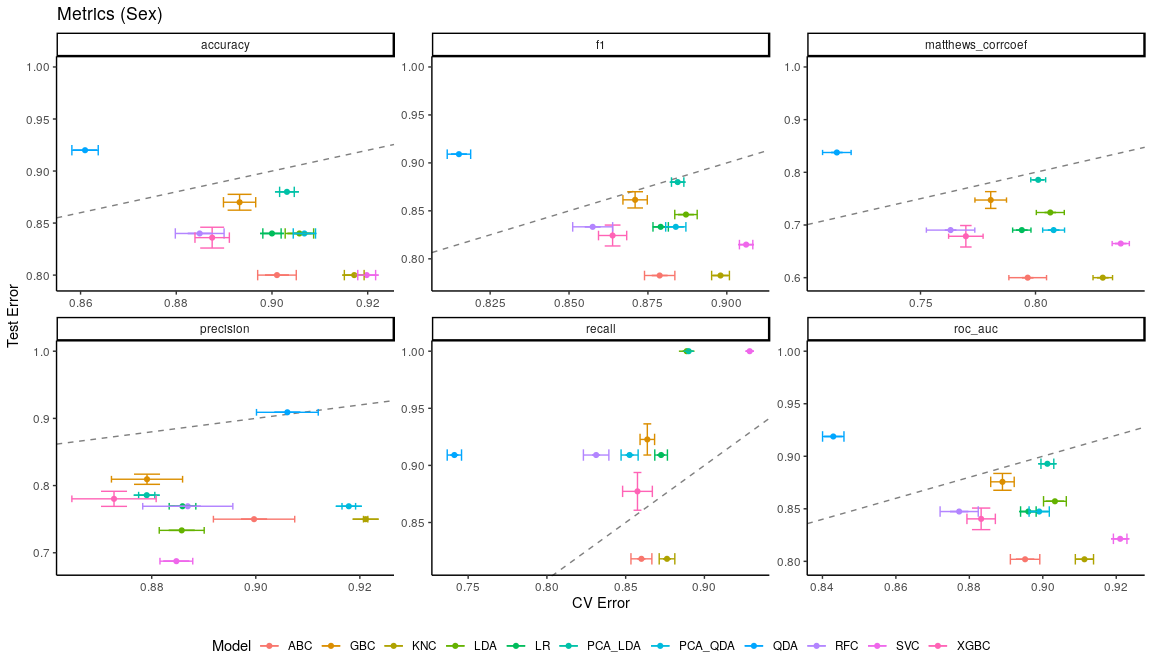 Metrics (Sex)
accuracy f1 matthews_corrcoef
1.00 0.95 0.90 0.85 0.80
0.86 0.88 0.90 0.92
1.00 0.95 0.90 0.85 0.80
0.825 0.850 0.875 0.900
1.0 0.9 0.8 0.7 0.6
0.75 0.80
Test Error
precision recall roc_auc
1.0 0.9 0.8 0.7
0.88 0.90 0.92
1.00 0.95 0.90 0.85
0.75 0.80 0.85 0.90
1.00 0.95 0.90 0.85 0.80
0.84 0.86 0.88 0.90 0.92
CV Error
Model ABC GBC KNC LDA LR PCA_LDA PCA_QDA QDA RFC SVC XGBC